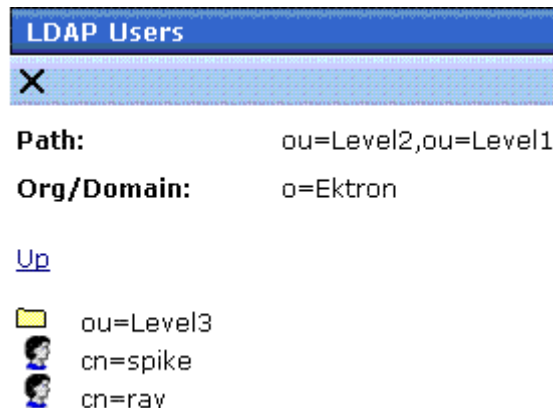 LDAP Users
Path: ou=Level2,ou=Level1
Org/Domain: o=Ektron
Up
ou=Level3
cn=spike
cn=ray